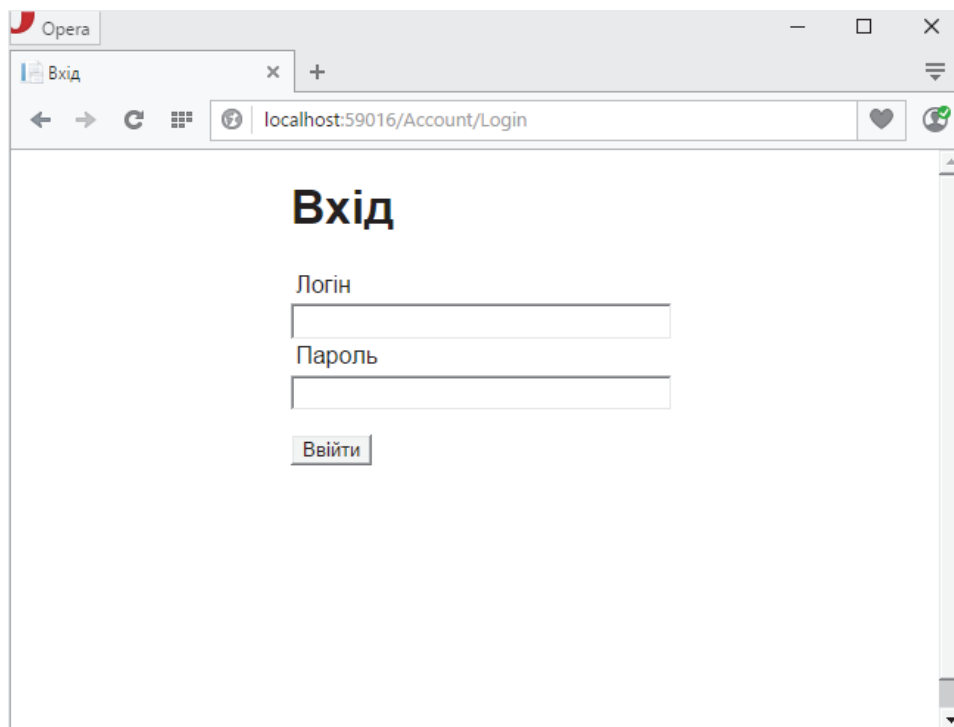 Opera
Вхід
localhost:59016/Account/Login
Вхід
Логін
Пароль
Ввійти